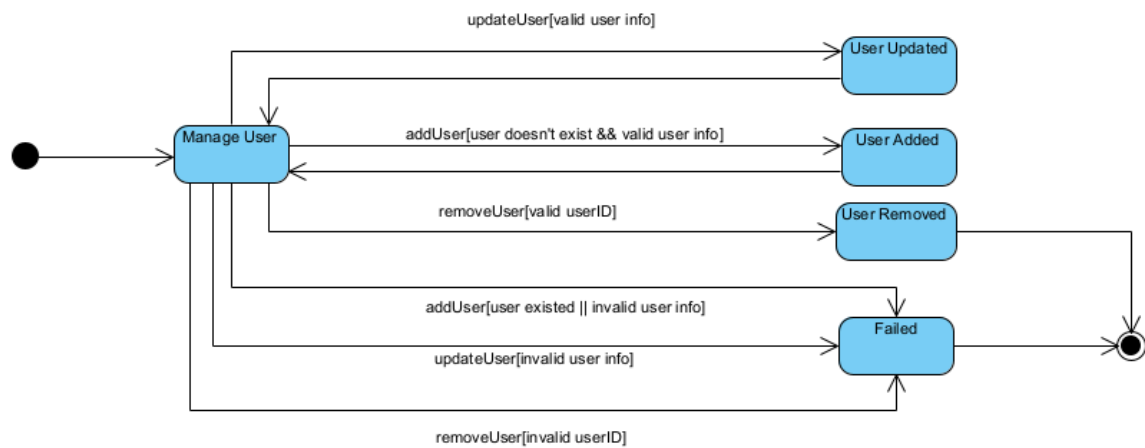 updateUser[valid user info]
User Updated
Manage User
addUser[user doesn't exist && valid user info]
User Added
removeUser[valid userID]
User Removed
addUser[user existed || invalid user info]
Failed
updateUser[invalid user info]
removeUser[invalid userID]